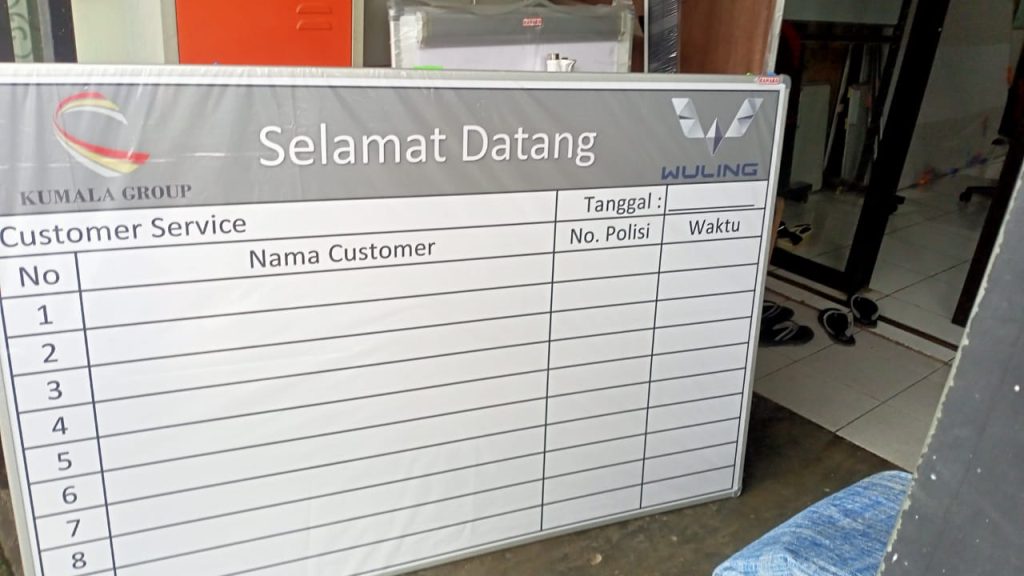 Selamat Datang
KUMALA GROUP
WULING
Customer Service
Tanggal : ________
No
Nama Customer
No. Polisi
Waktu
1
2
3
4
5
6
7
8